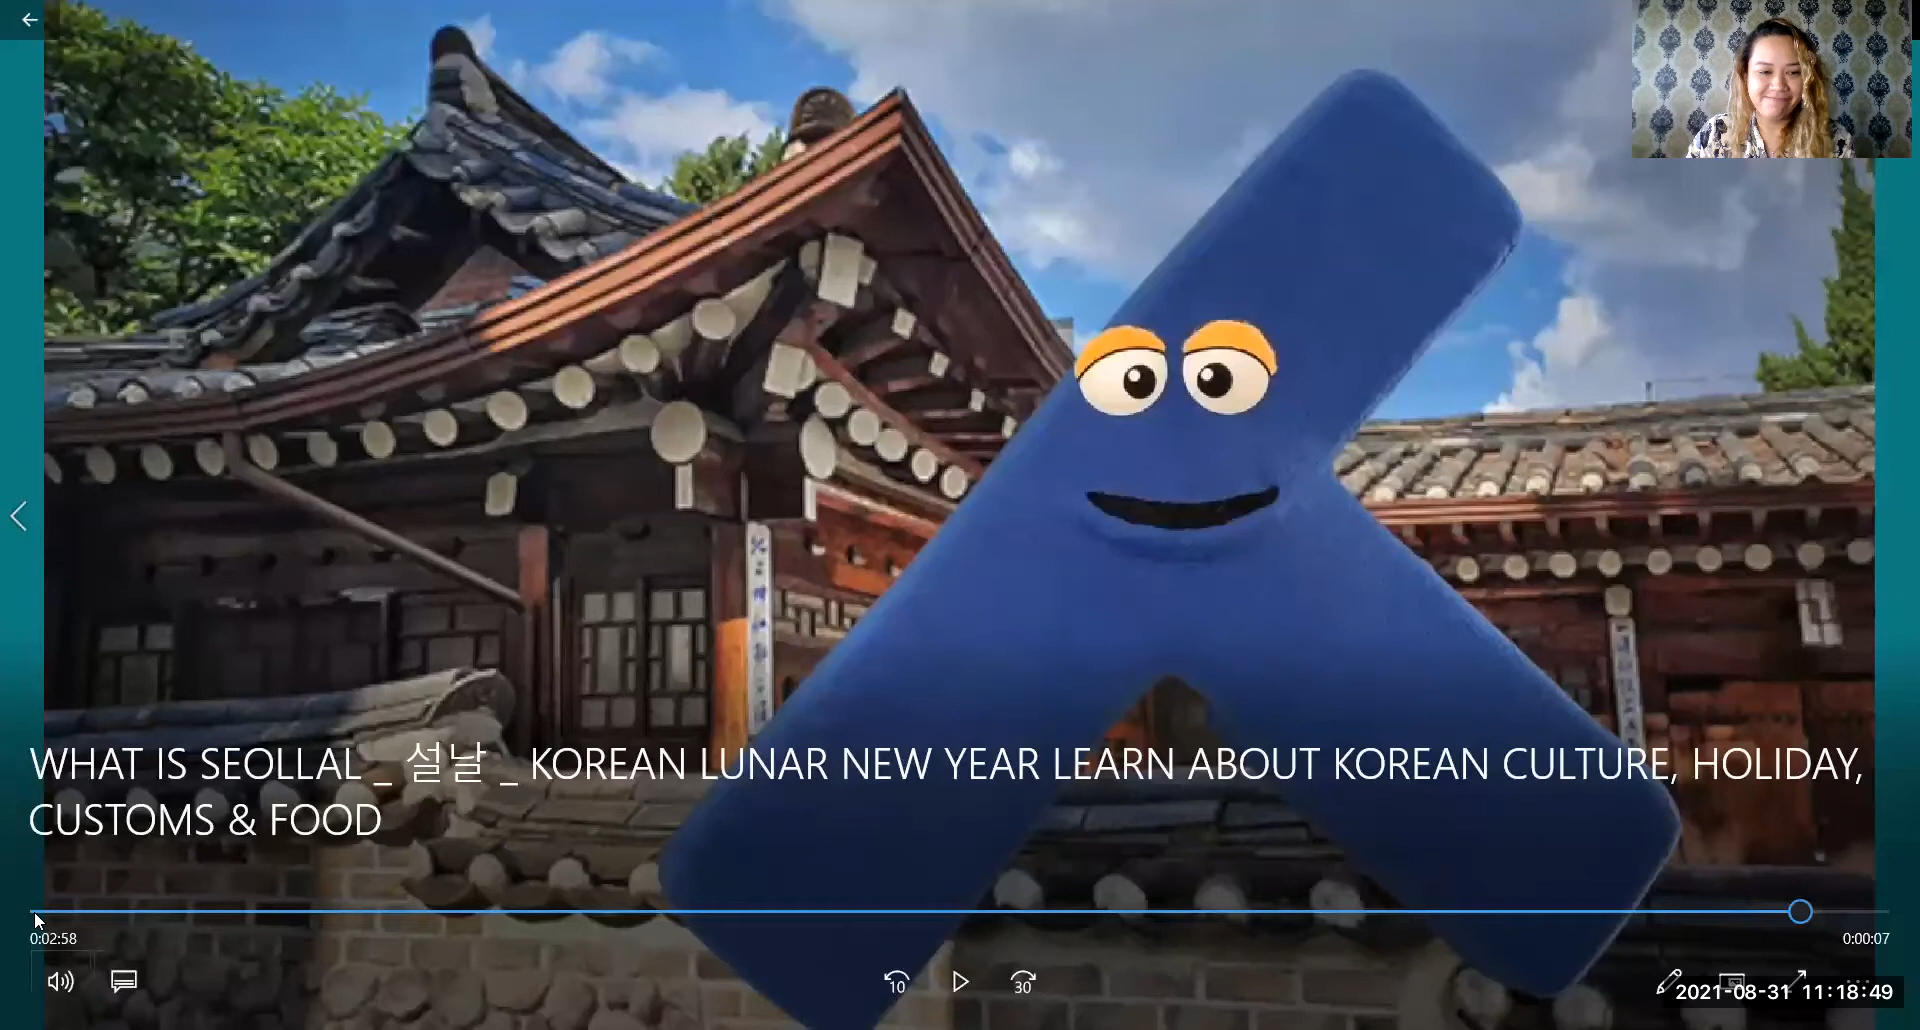 WHAT IS SEOLLAL _ 설날 _ KOREAN LUNAR NEW YEAR LEARN ABOUT KOREAN CULTURE, HOLIDAY,
CUSTOMS & FOOD
0:02:58
0:00:07
10
30
2021-08-31 11:18:49